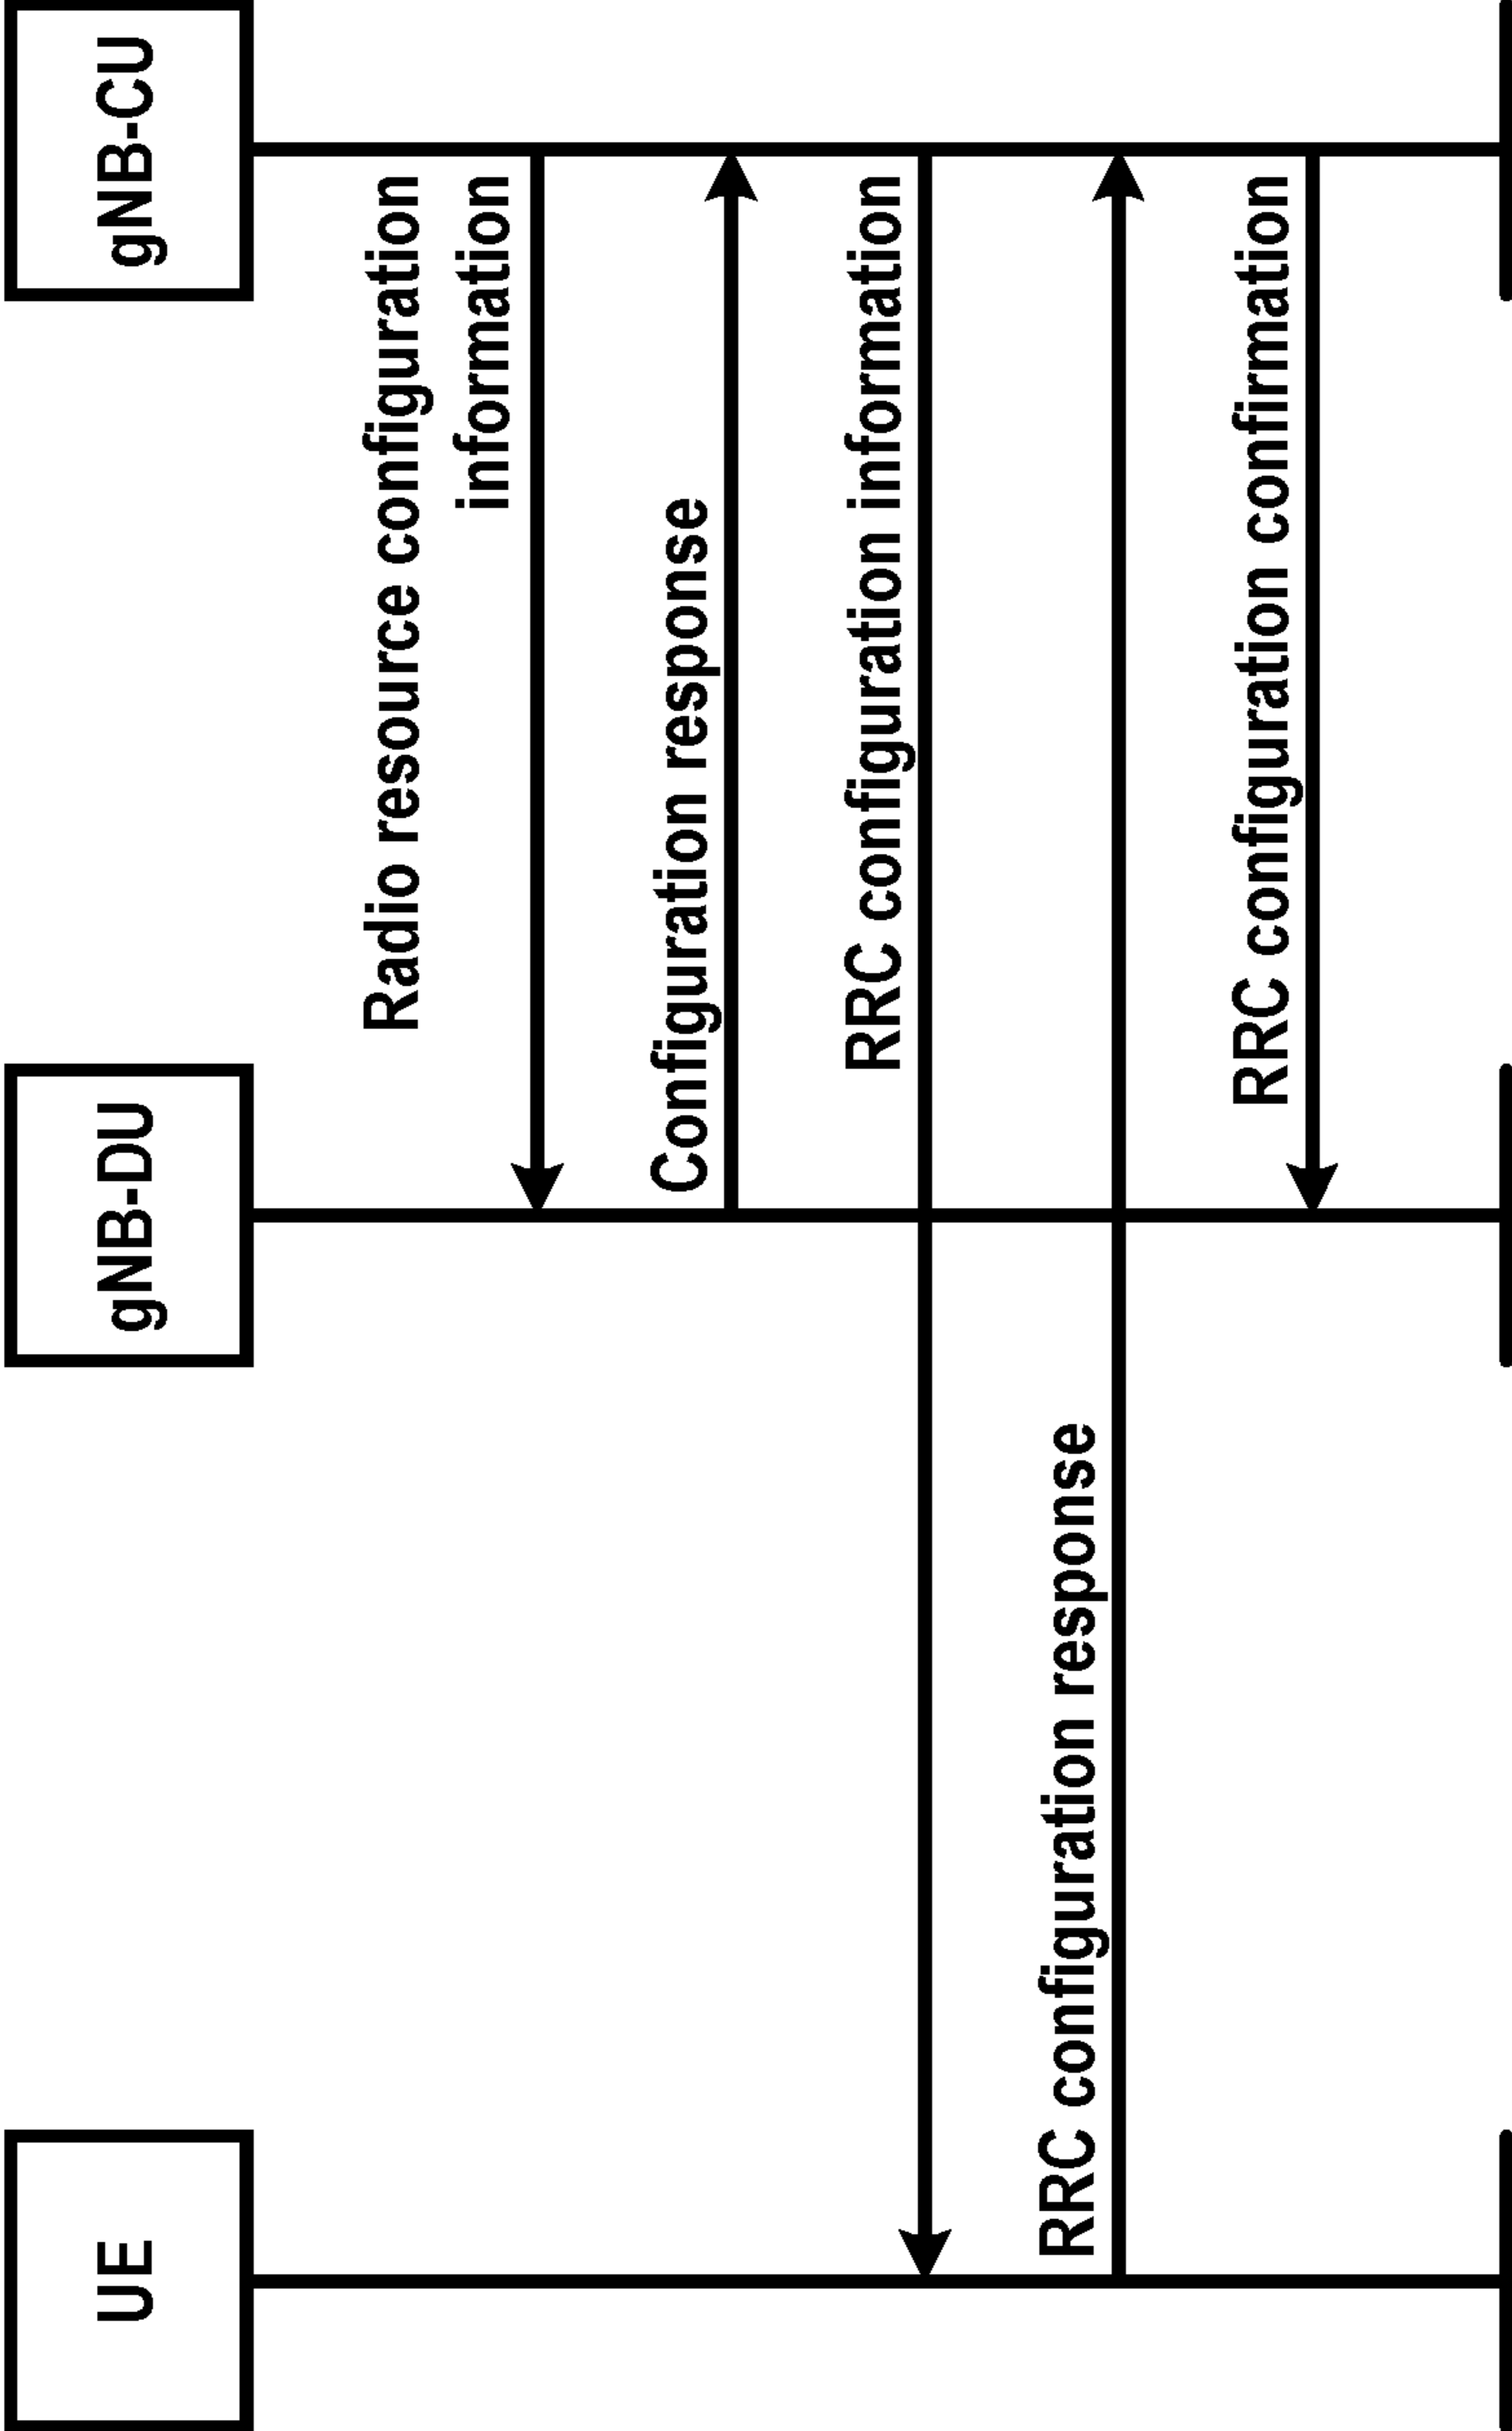 UE
gNB-DU
gNB-CU
Radio resource configuration
information
Configuration response
RRC configuration information
RRC configuration response
RRC configuration confirmation